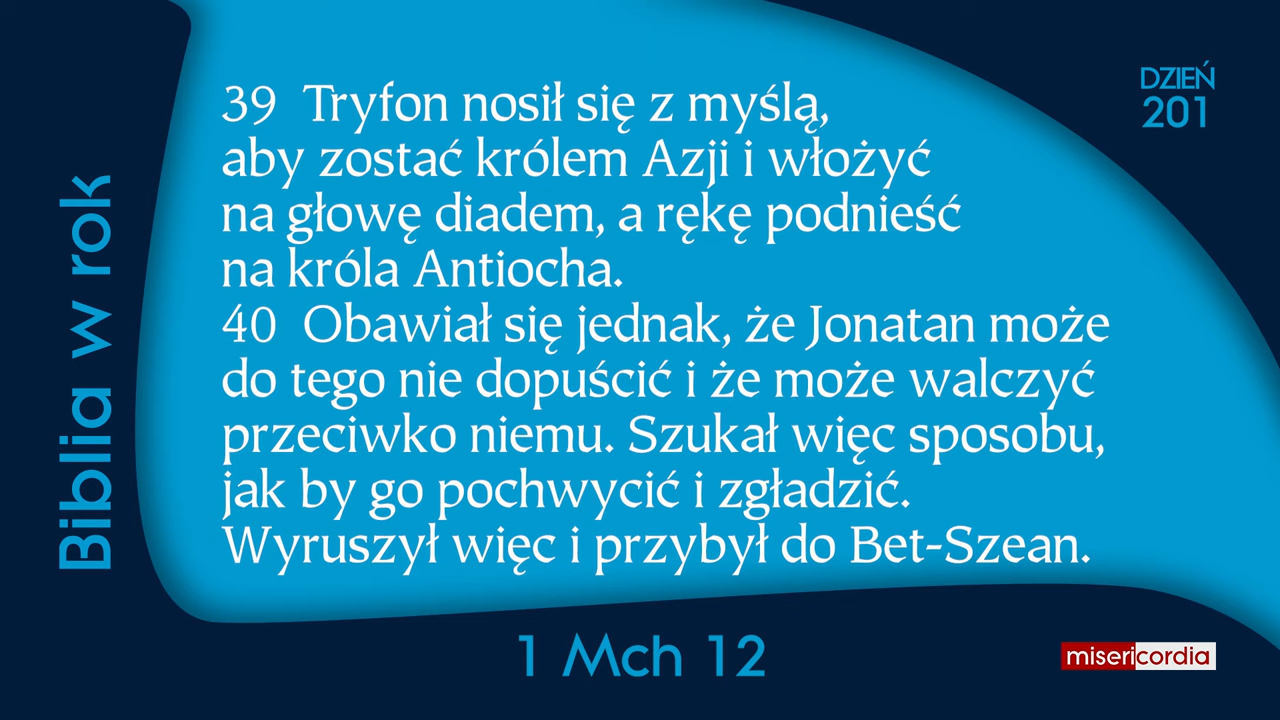 DZIEŃ
201
Biblia w rok
39 Tryfon nosił się z myślą,
aby zostać królem Azji i włożyć
na głowę diadem, a rękę podnieść
na króla Antiocha.
40 Obawiał się jednak, że Jonatan może
do tego nie dopuścić i że może walczyć
przeciwko niemu. Szukał więc sposobu,
jak by go pochwycić i zgładzić.
Wyruszył więc i przybył do Bet-Szean.
1 Mch 12
misericordia